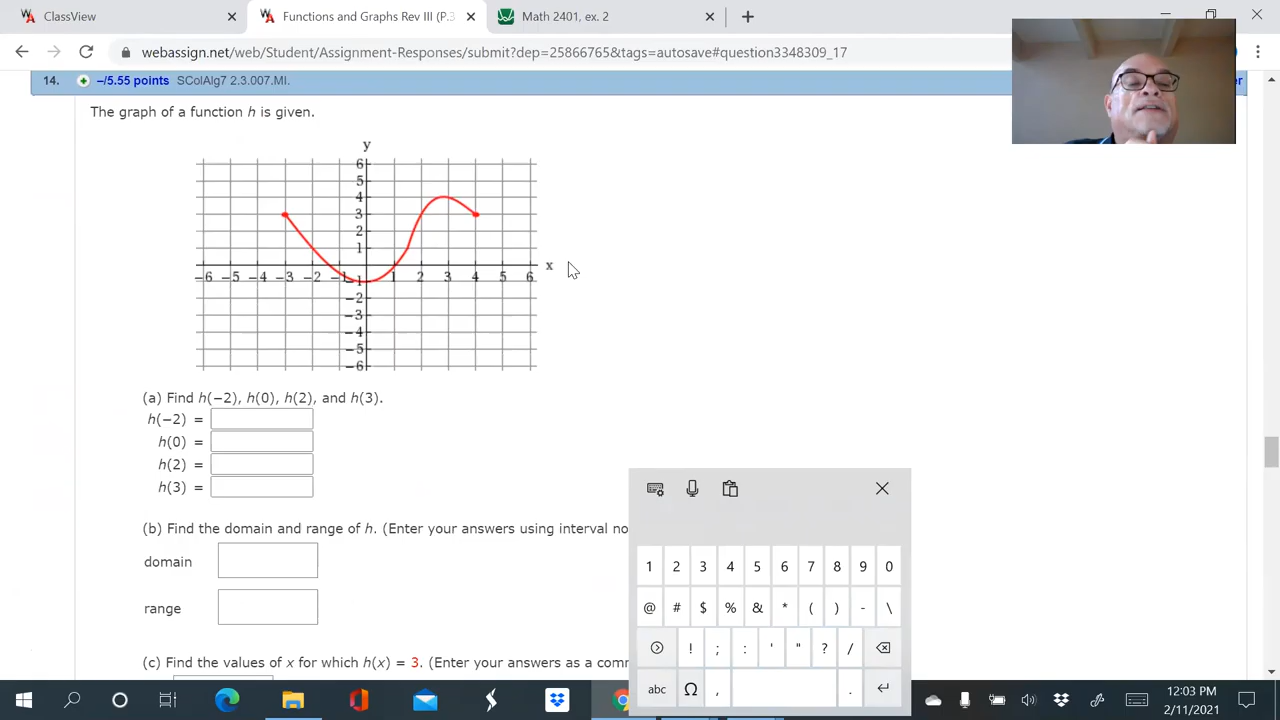 ClassView
Functions and Graphs Rev III (P.3
Math 2401, ex. 2
webassign.net/web/Student/Assignment-Responses/submit?dep=25866765&tags=autosave#question3348309_17
14. –/5.55 points SColAlg7 2.3.007.MI.
The graph of a function h is given.
y
6
5
4
3
2
1
x
−6 −5 −4 −3 −2 −1 1 2 3 4 5 6
−1
−2
−3
−4
−5
−6
(a) Find h(−2), h(0), h(2), and h(3).
h(−2) =
h(0) =
h(2) =
h(3) =
(b) Find the domain and range of h. (Enter your answers using interval no
domain
range
(c) Find the values of x for which h(x) = 3. (Enter your answers as a comm
1 2 3 4 5 6 7 8 9 0
@ # $ % & * ( ) - \
! ; : ' " ? /
abc Ω , .
12:03 PM
2/11/2021